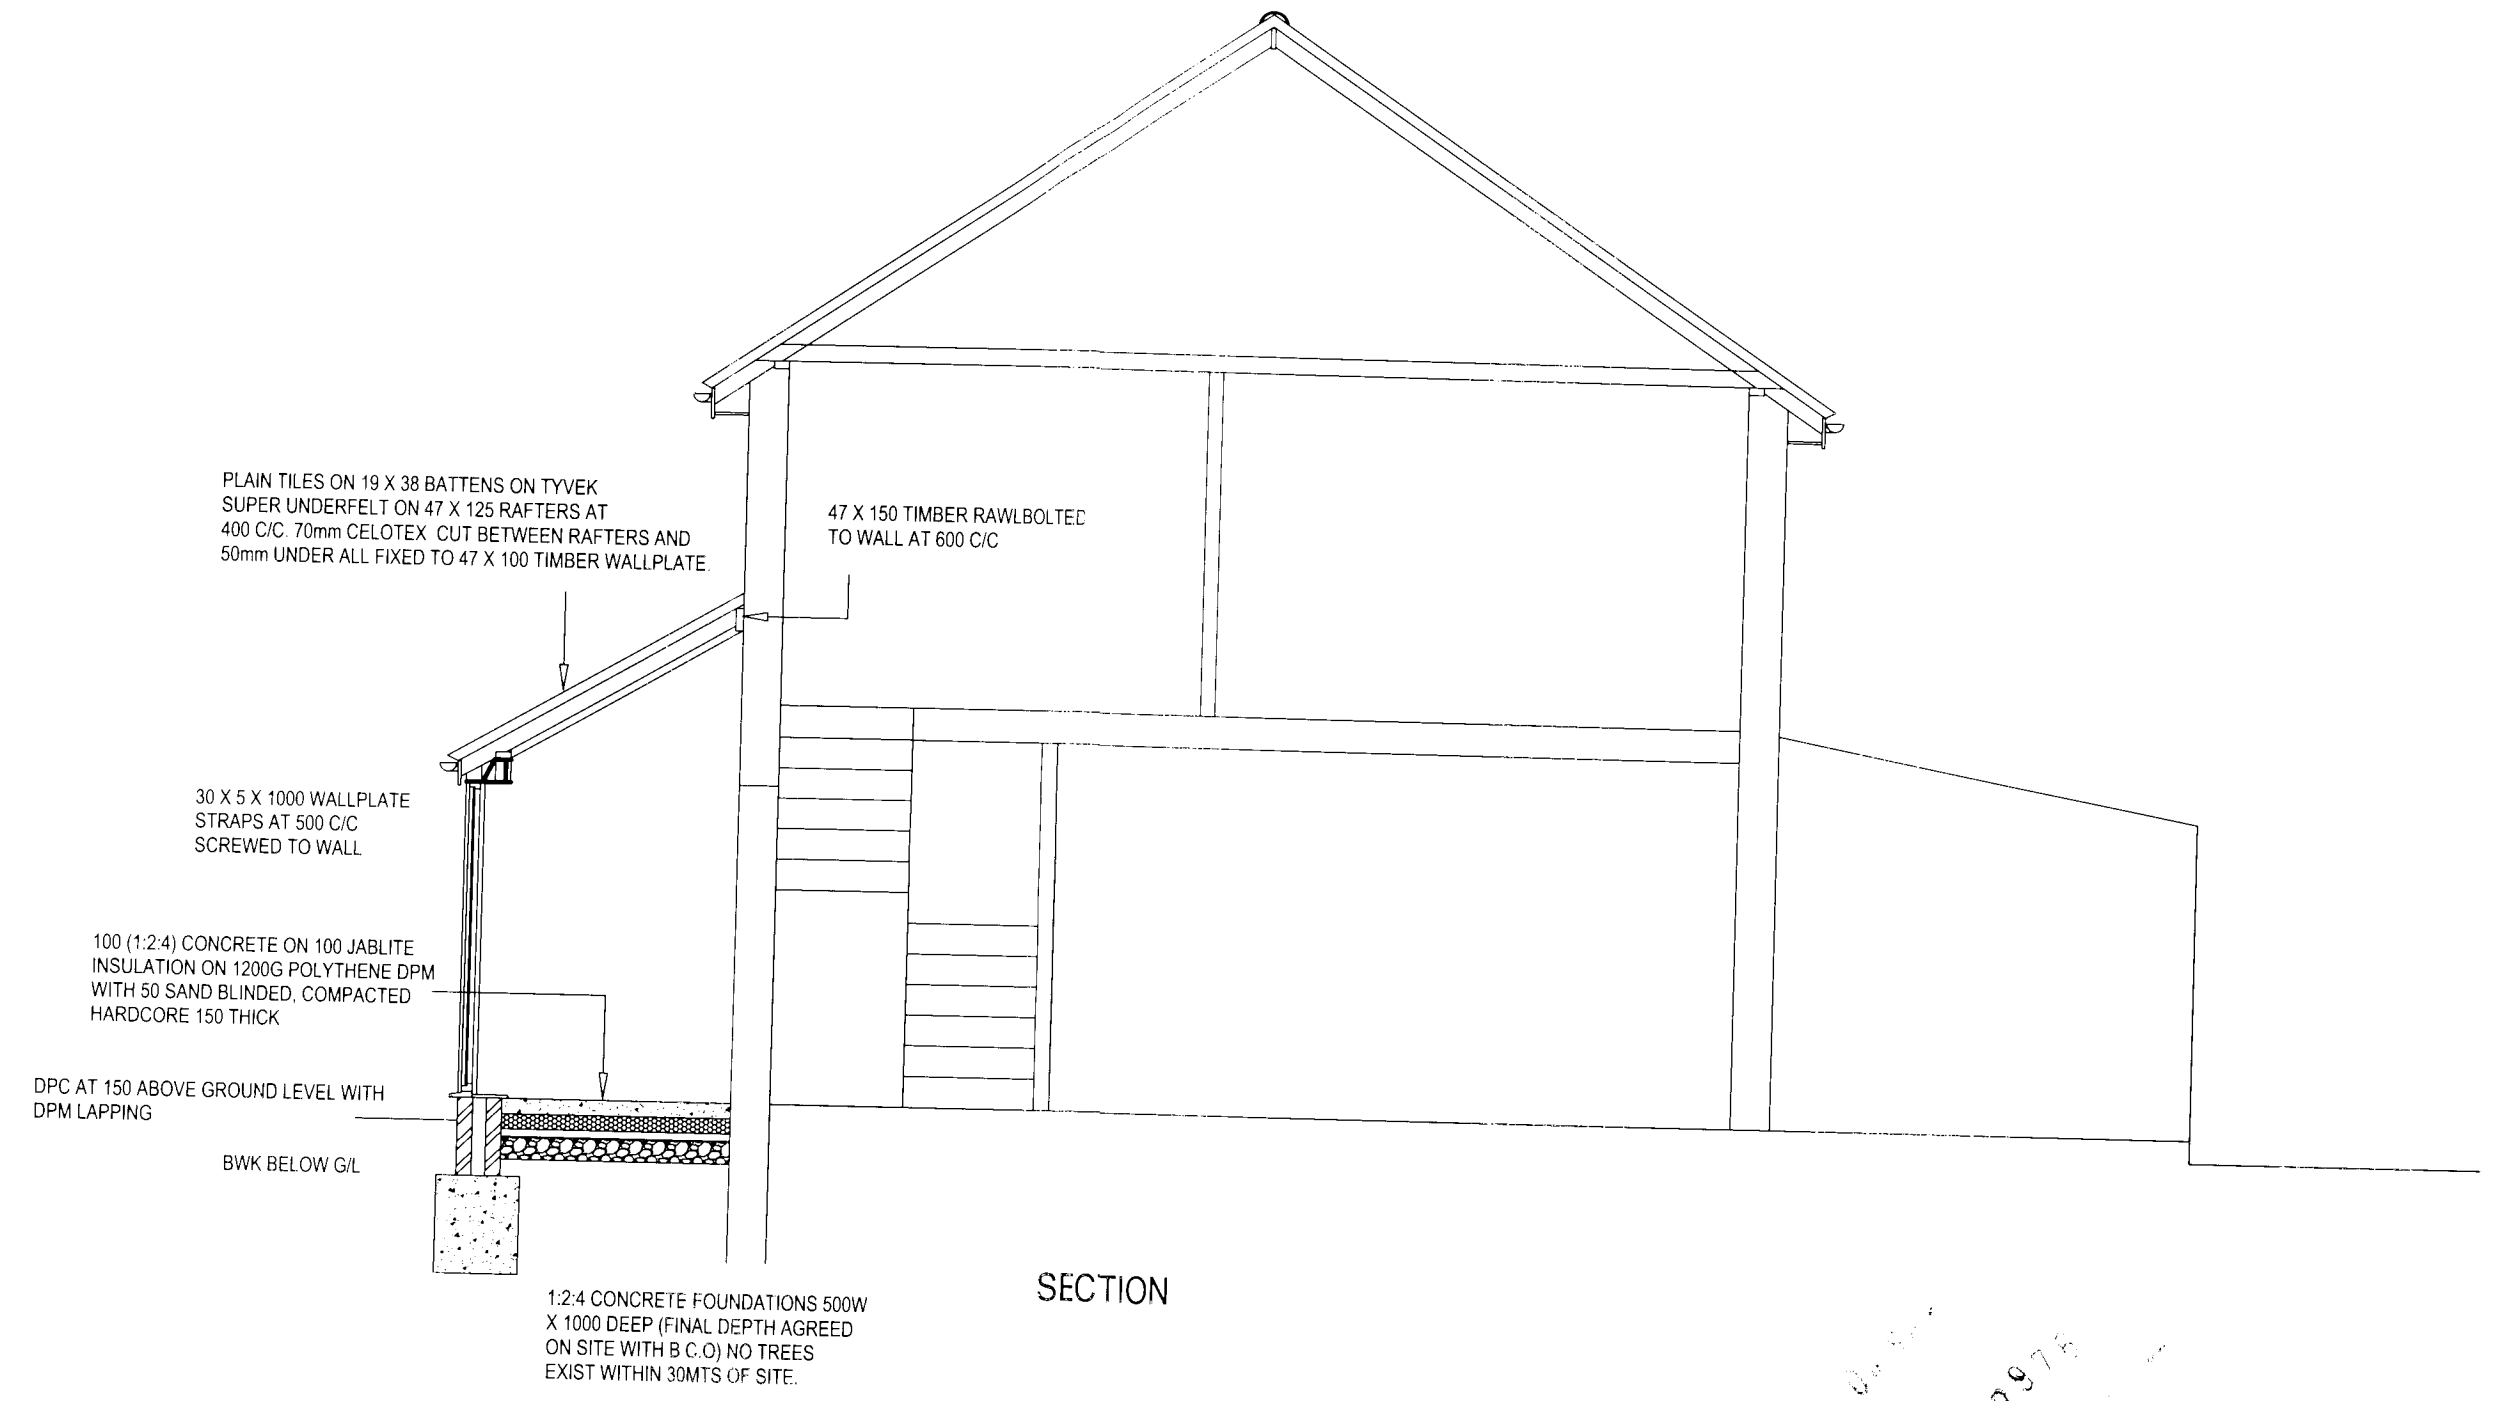 PLAIN TILES ON 19 X 38 BATTENS ON TYVEK
SUPER UNDERFELT ON 47 X 125 RAFTERS AT
400 C/C. 70mm CELOTEX CUT BETWEEN RAFTERS AND
50mm UNDER ALL FIXED TO 47 X 100 TIMBER WALLPLATE.
47 X 150 TIMBER RAWLBOLTED
TO WALL AT 600 C/C
30 X 5 X 1000 WALLPLATE
STRAPS AT 500 C/C
SCREWED TO WALL
100 (1:2:4) CONCRETE ON 100 JABLITE
INSULATION ON 1200G POLYTHENE DPM
WITH 50 SAND BLINDED, COMPACTED
HARDCORE 150 THICK
DPC AT 150 ABOVE GROUND LEVEL WITH
DPM LAPPING
BWK BELOW G/L
1:2:4 CONCRETE FOUNDATIONS 500W
X 1000 DEEP (FINAL DEPTH AGREED
ON SITE WITH B.C.O) NO TREES
EXIST WITHIN 30MTS OF SITE.
SECTION